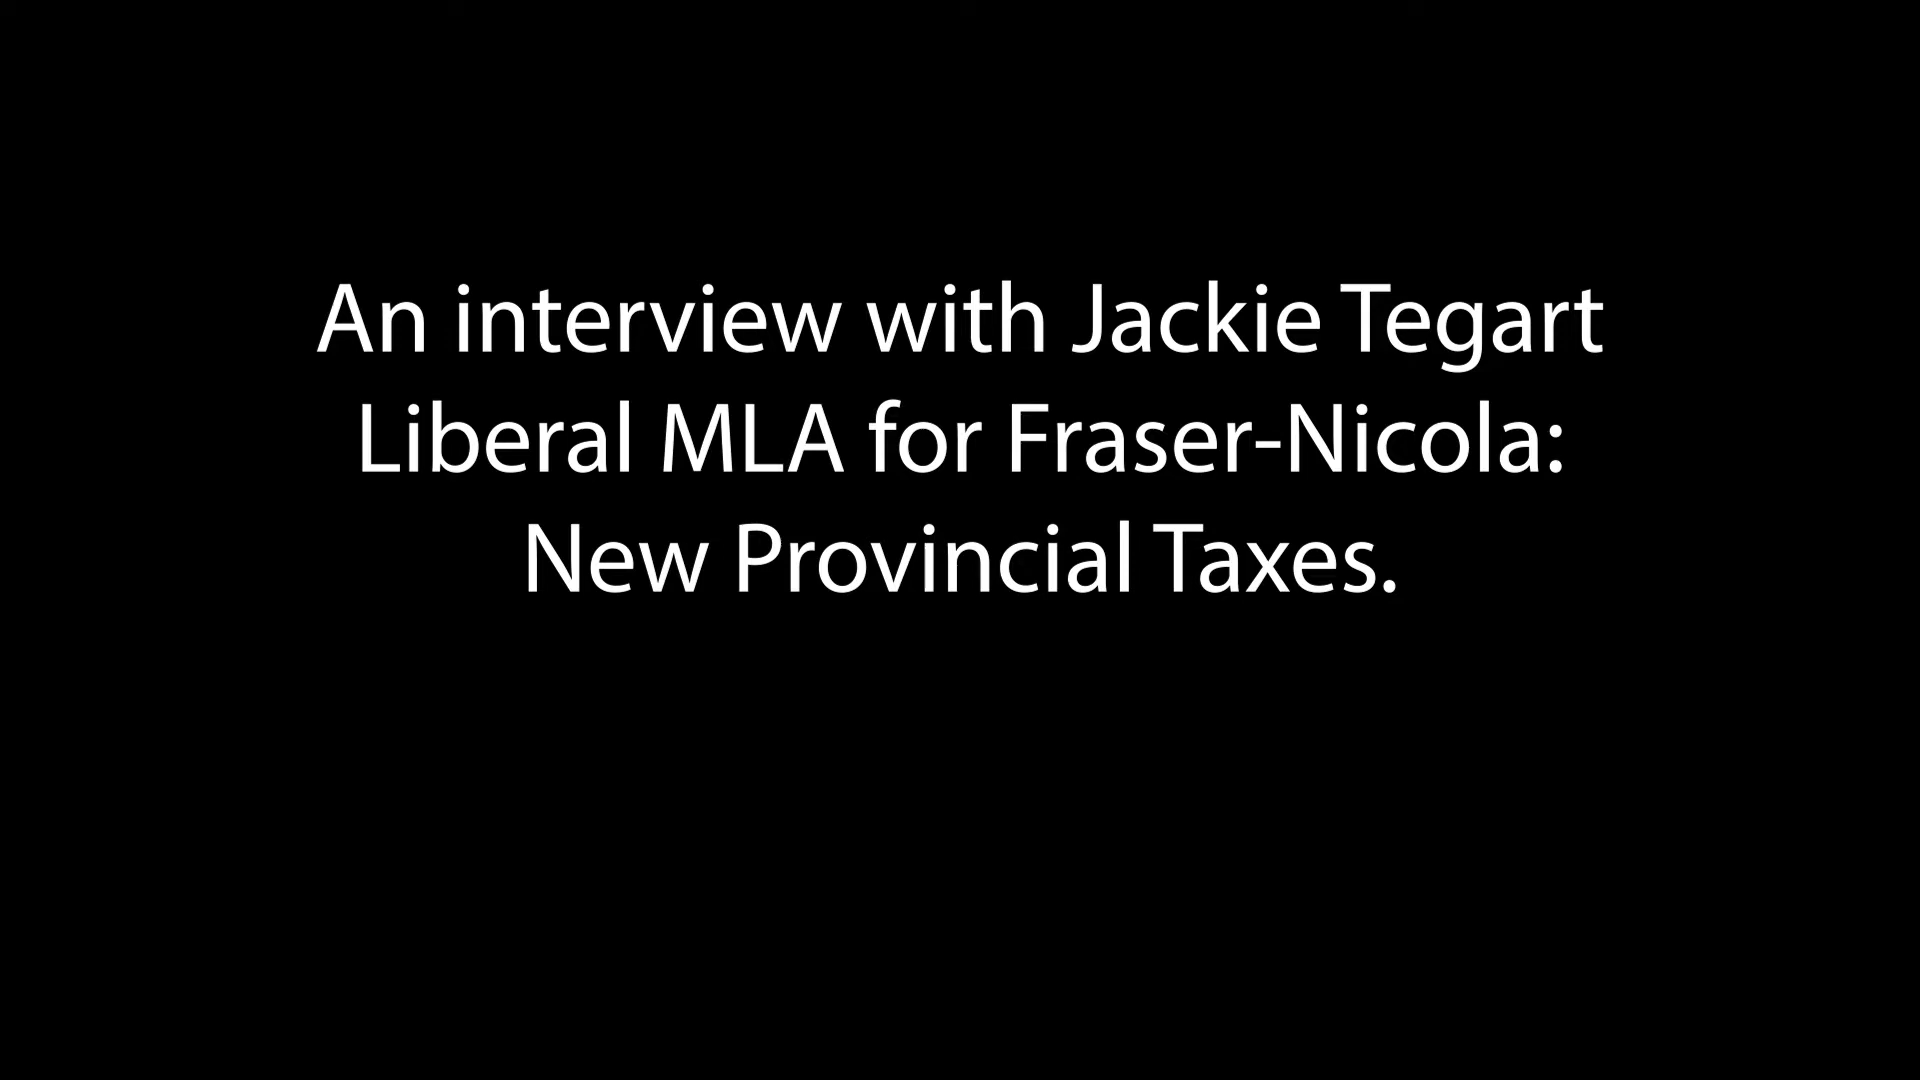 An interview with Jackie Tegart
Liberal MLA for Fraser-Nicola:
New Provincial Taxes.